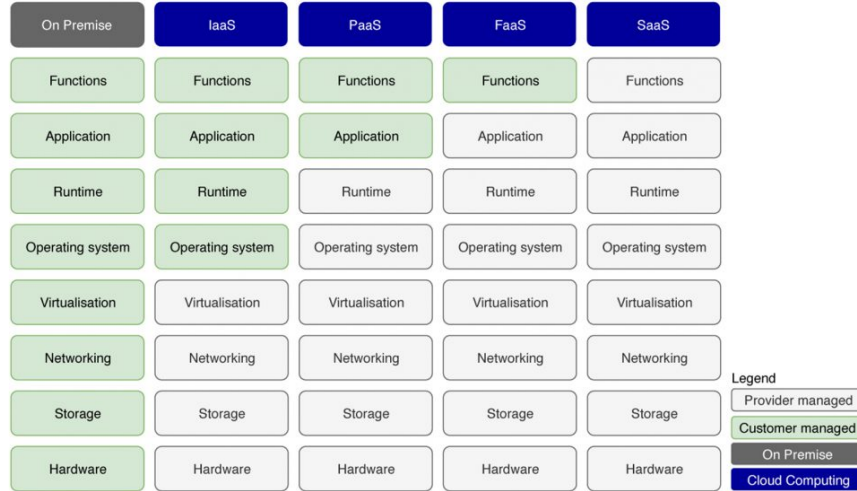 On Premise IaaS PaaS FaaS SaaS
Functions Functions Functions Functions Functions
Application Application Application Application Application
Runtime Runtime Runtime Runtime Runtime
Operating system Operating system Operating system Operating system Operating system
Virtualisation Virtualisation Virtualisation Virtualisation Virtualisation
Networking Networking Networking Networking Networking
Storage Storage Storage Storage Storage
Hardware Hardware Hardware Hardware Hardware
Legend
Provider managed
Customer managed
On Premise
Cloud Computing